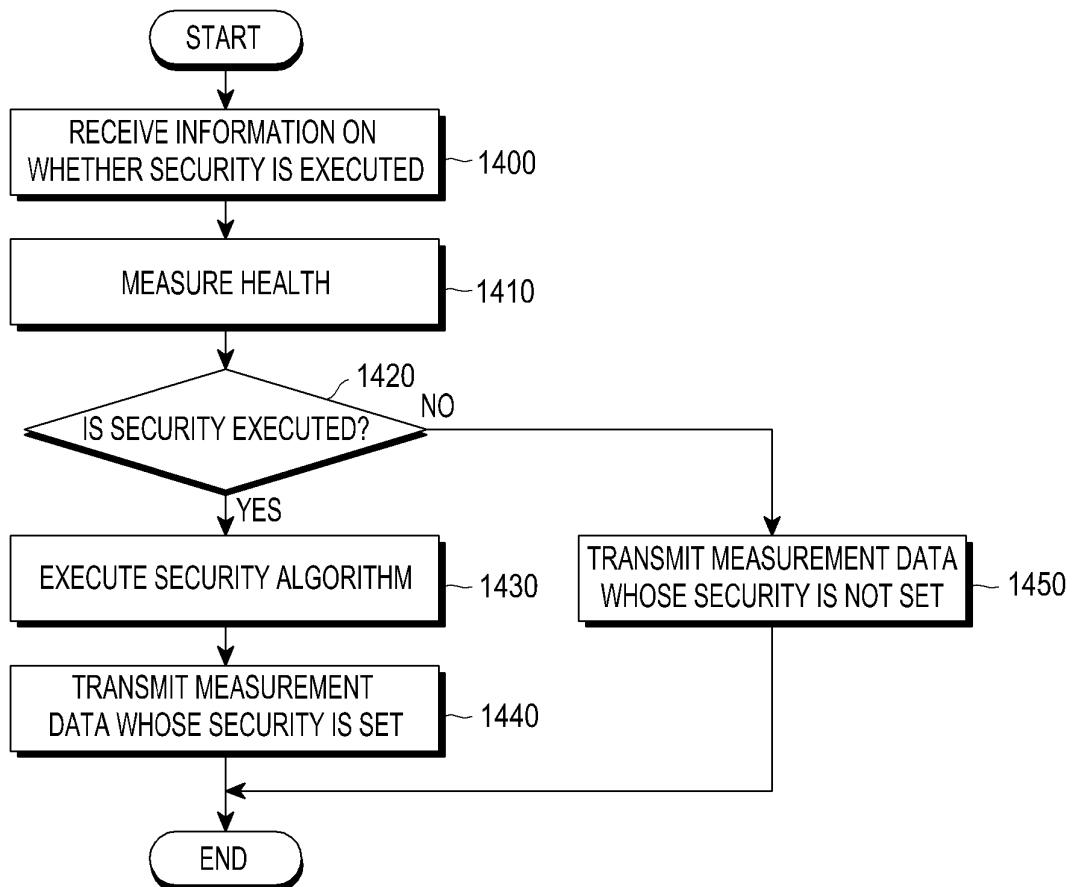 START
RECEIVE INFORMATION ON
WHETHER SECURITY IS EXECUTED
1400
MEASURE HEALTH
1410
1420
IS SECURITY EXECUTED?
NO
YES
EXECUTE SECURITY ALGORITHM
1430
TRANSMIT MEASUREMENT DATA
WHOSE SECURITY IS NOT SET
1450
TRANSMIT MEASUREMENT
DATA WHOSE SECURITY IS SET
1440
END